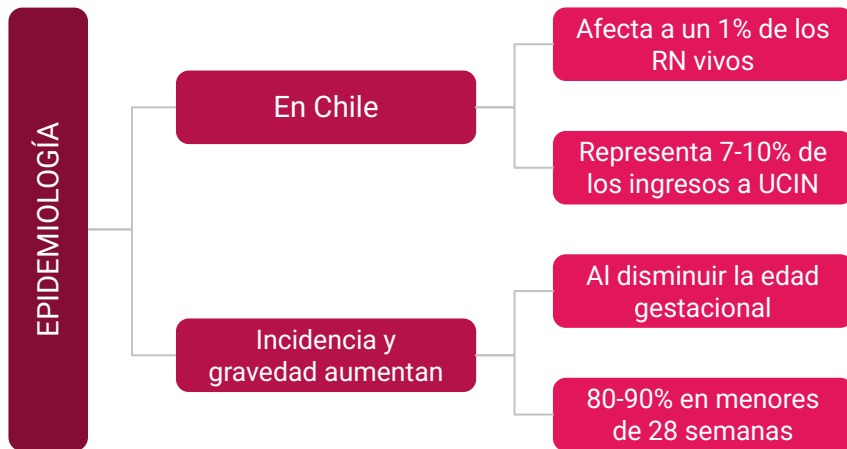 EPIDEMIOLOGÍA
En Chile
Afecta a un 1% de los
RN vivos
Representa 7-10% de
los ingresos a UCIN
Incidencia y
gravedad aumentan
Al disminuir la edad
gestacional
80-90% en menores
de 28 semanas